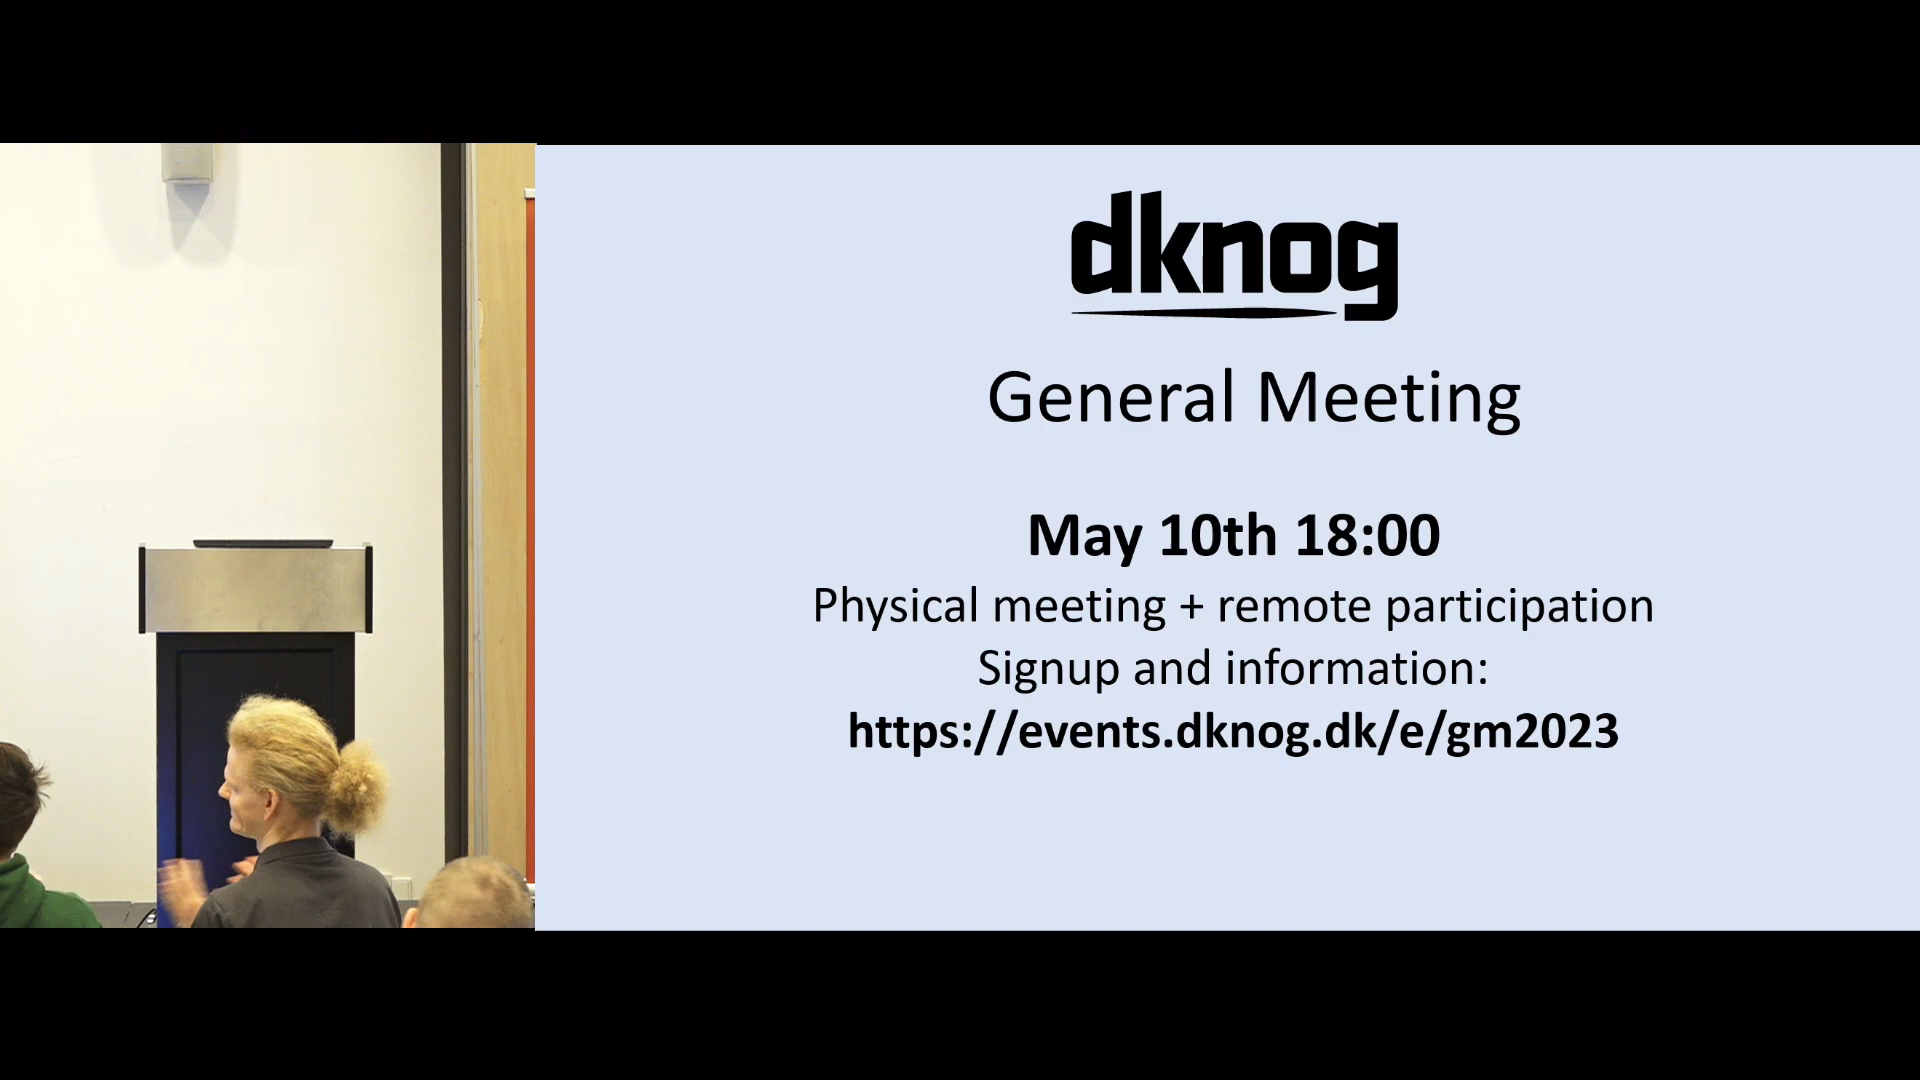 dknog
General Meeting
May 10th 18:00
Physical meeting + remote participation
Signup and information:
https://events.dknog.dk/e/gm2023